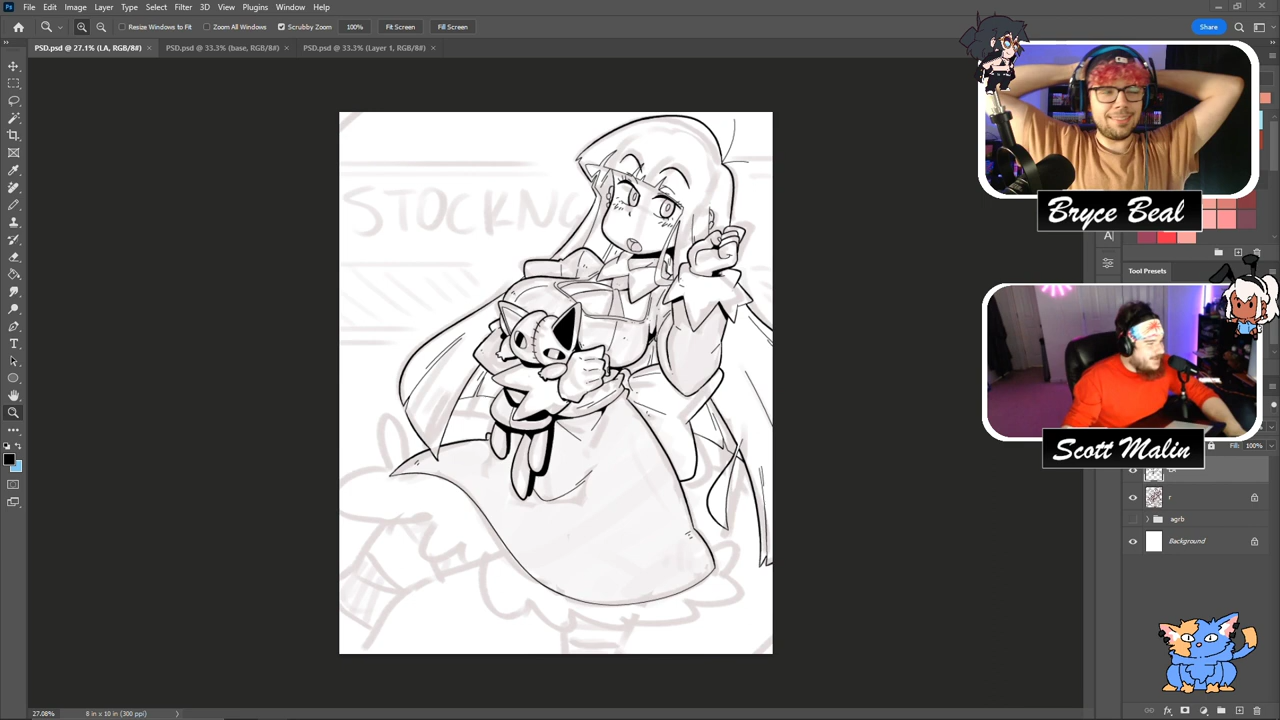 Ps File Edit Image Layer Type Select Filter 3D View Plugins Window Help
Resize Windows to Fit Zoom All Windows Scrubby Zoom 100% Fit Screen Fill Screen Share
PSD.psd @ 27.1% (LA, RGB/8#) × PSD.psd @ 33.3% (base, RGB/8#) × PSD.psd @ 33.3% (Layer 1, RGB/8#) ×
STOCKNG
Bryce Beal
Tool Presets
Scott Malin
Fill: 100%
r
agrb
Background
27.08% 8 in x 10 in (300 ppi)